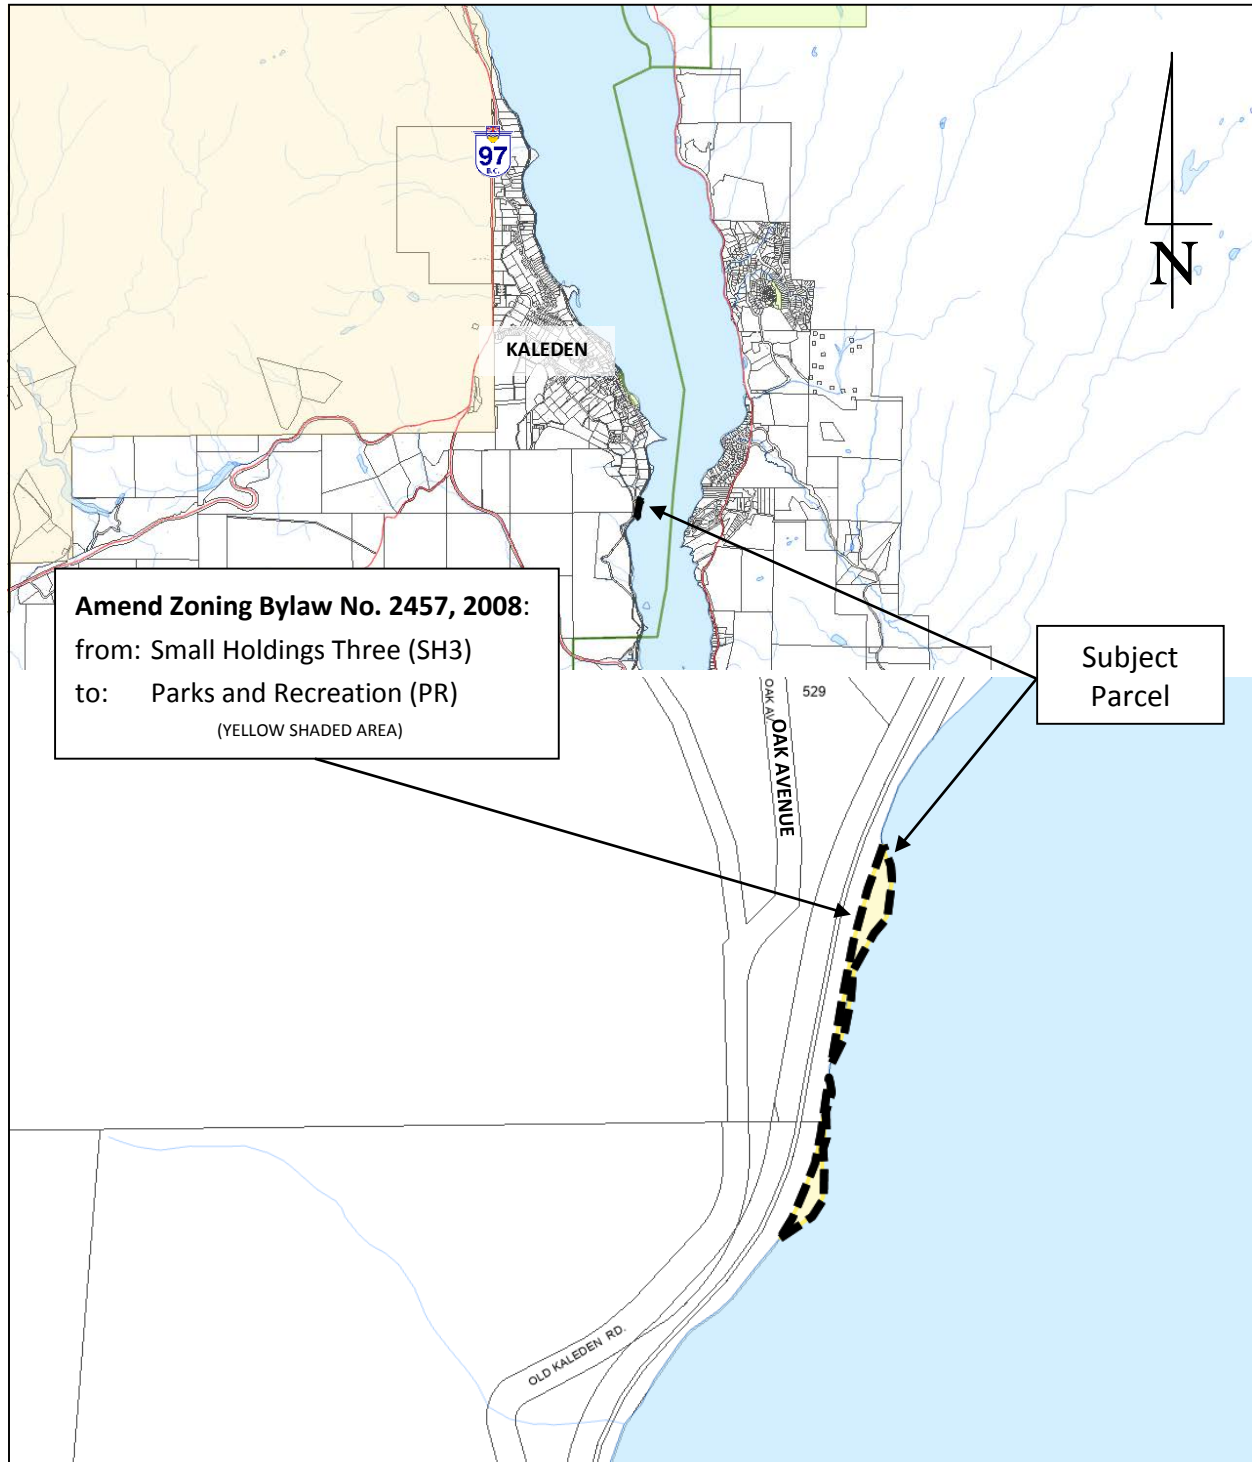 97
B.C.
N
KALEDEN
Amend Zoning Bylaw No. 2457, 2008:
from: Small Holdings Three (SH3)
to: Parks and Recreation (PR)
(YELLOW SHADED AREA)
Subject
Parcel
OAK AV
529
OAK AVENUE
OLD KALEDEN RD.